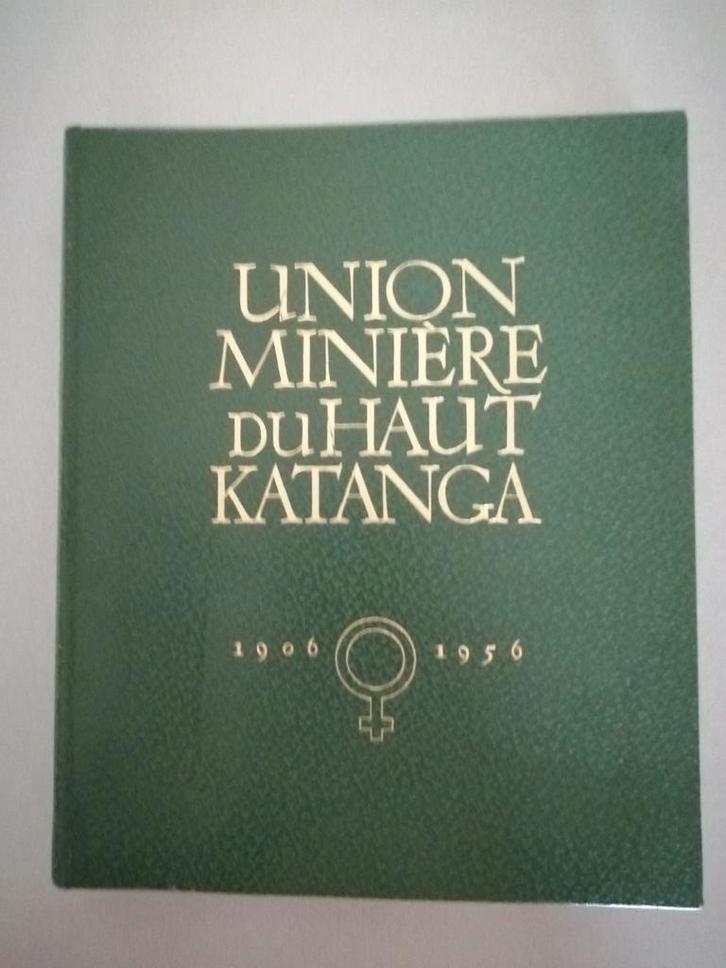 UNION
MINIÈRE
DU HAUT
KATANGA
1906 1956